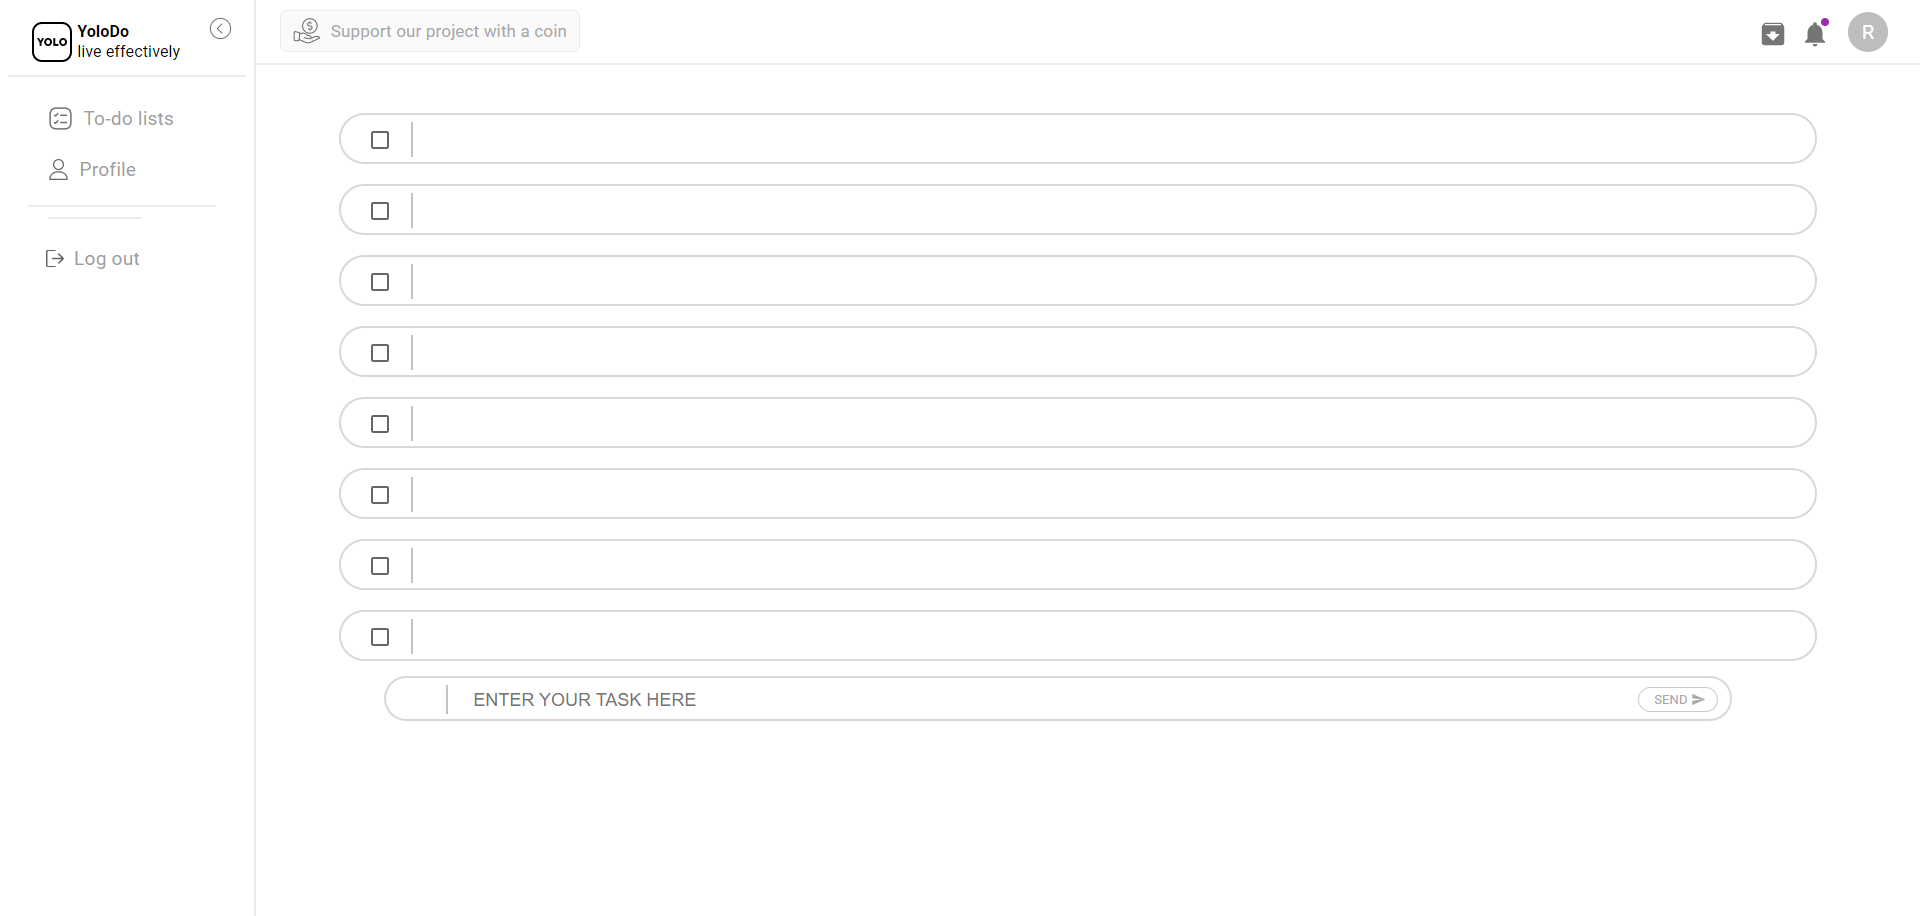 YOLO
YoloDo
live effectively
Support our project with a coin
R
To-do lists
Profile
Log out
ENTER YOUR TASK HERE
SEND